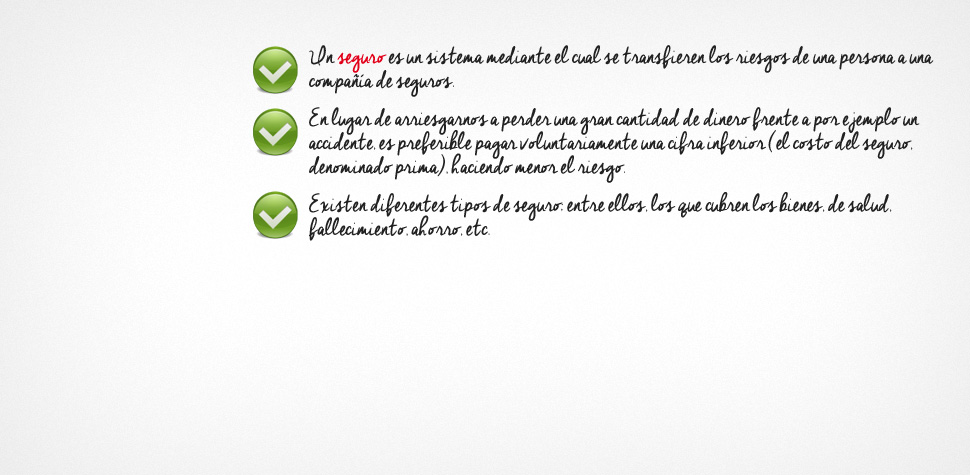 Un seguro es un sistema mediante el cual se transfieren los riesgos de una persona a una
compañía de seguros.
En lugar de arriesgarnos a perder una gran cantidad de dinero frente a por ejemplo un
accidente, es preferible pagar voluntariamente una cifra inferior (el costo del seguro,
denominado prima), haciendo menor el riesgo.
Existen diferentes tipos de seguro; entre ellos, los que cubren los bienes, de salud,
fallecimiento, ahorro, etc.